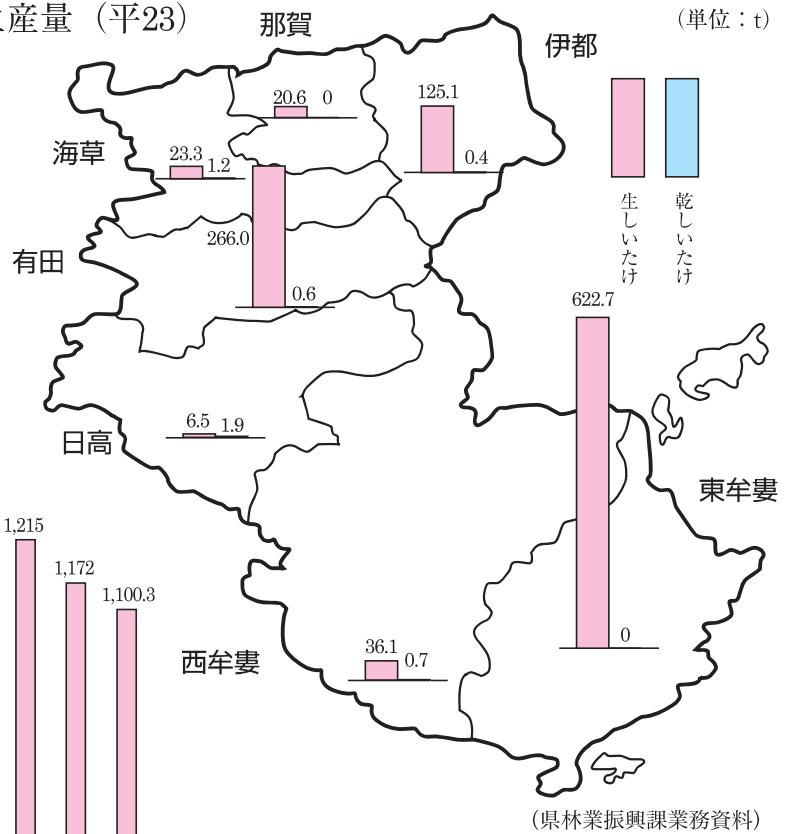 産量（平23）
（単位：t）
那賀
伊都
海草
有田
日高
西牟婁
東牟婁
生しいたけ
乾しいたけ
20.6
0
125.1
0.4
23.3
1.2
266.0
0.6
622.7
0
6.5
1.9
36.1
0.7
1,215
1,172
1,100.3
（県林業振興課業務資料）